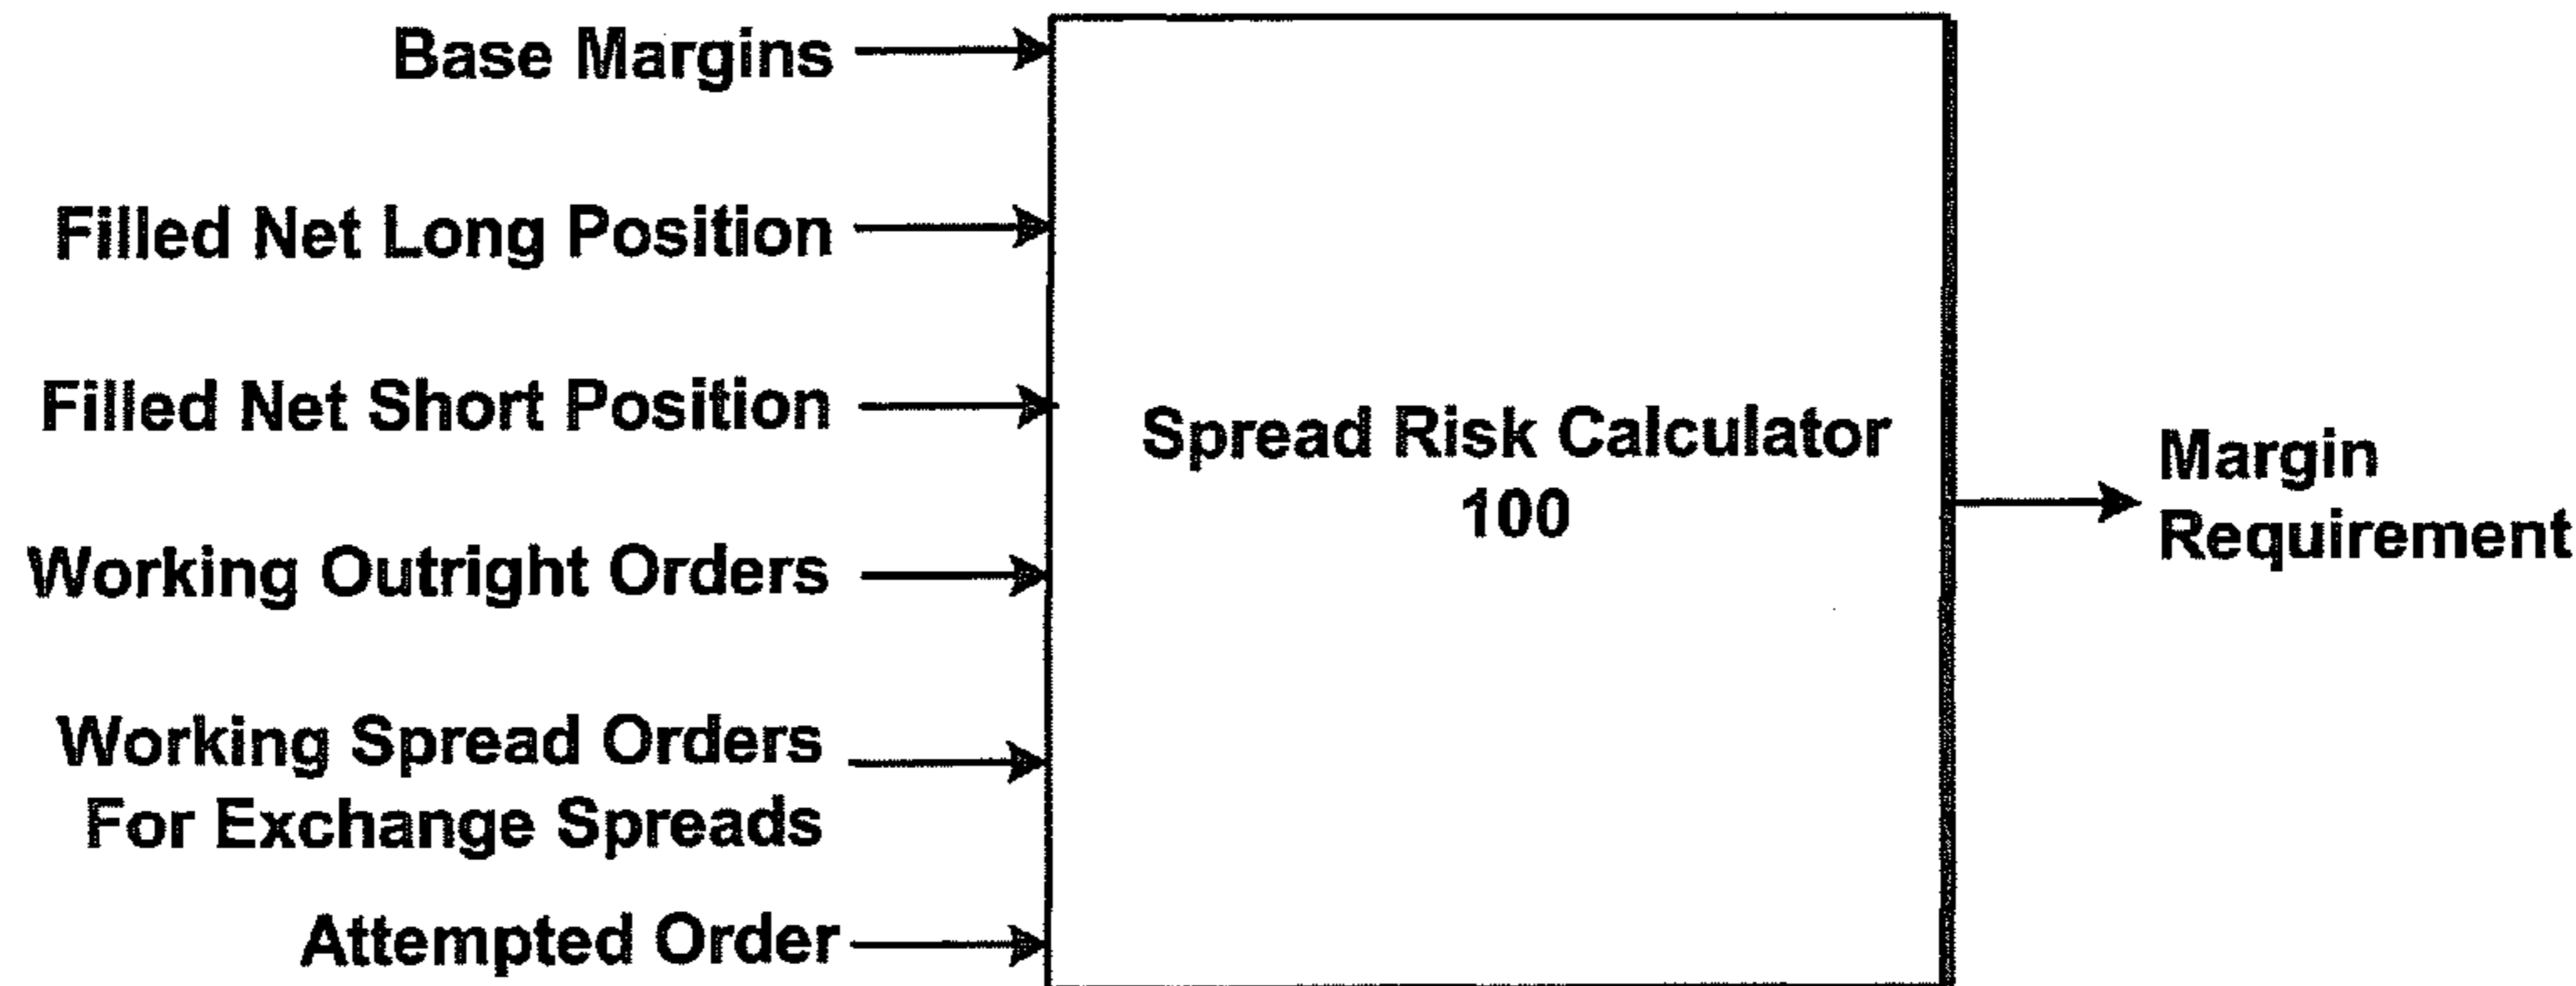 Base Margins
Filled Net Long Position
Filled Net Short Position
Working Outright Orders
Working Spread Orders
For Exchange Spreads
Attempted Order
Spread Risk Calculator
100
Margin
Requirement